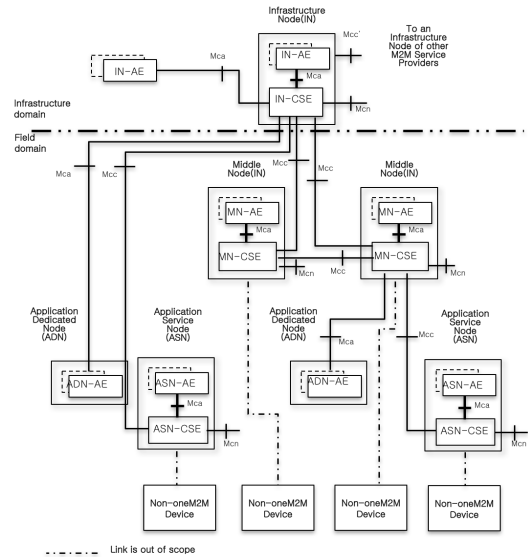 Infrastructure
Node(IN)
To an
Infrastructure
Node of other
M2M Service
Providers
Mcc'
IN-AE
Mca
IN-AE
Mca
IN-CSE
Mcn
Infrastructure
domain
Field
domain
Mca
Mcc
Mcc
Mcc
Middle
Node(IN)
Middle
Node(IN)
MN-AE
Mca
MN-CSE
Mcn
Mcc
MN-AE
Mca
MN-CSE
Mcn
Application
Dedicated
Node
(ADN)
Application
Service
Node
(ASN)
Application
Dedicated
Node
(ADN)
Application
Service
Node
(ASN)
Mca
Mcc
ADN-AE
ASN-AE
Mca
ASN-CSE
Mcn
ADN-AE
ASN-AE
Mca
ASN-CSE
Mcn
Non-oneM2M
Device
Non-oneM2M
Device
Non-oneM2M
Device
Non-oneM2M
Device
Link is out of scope